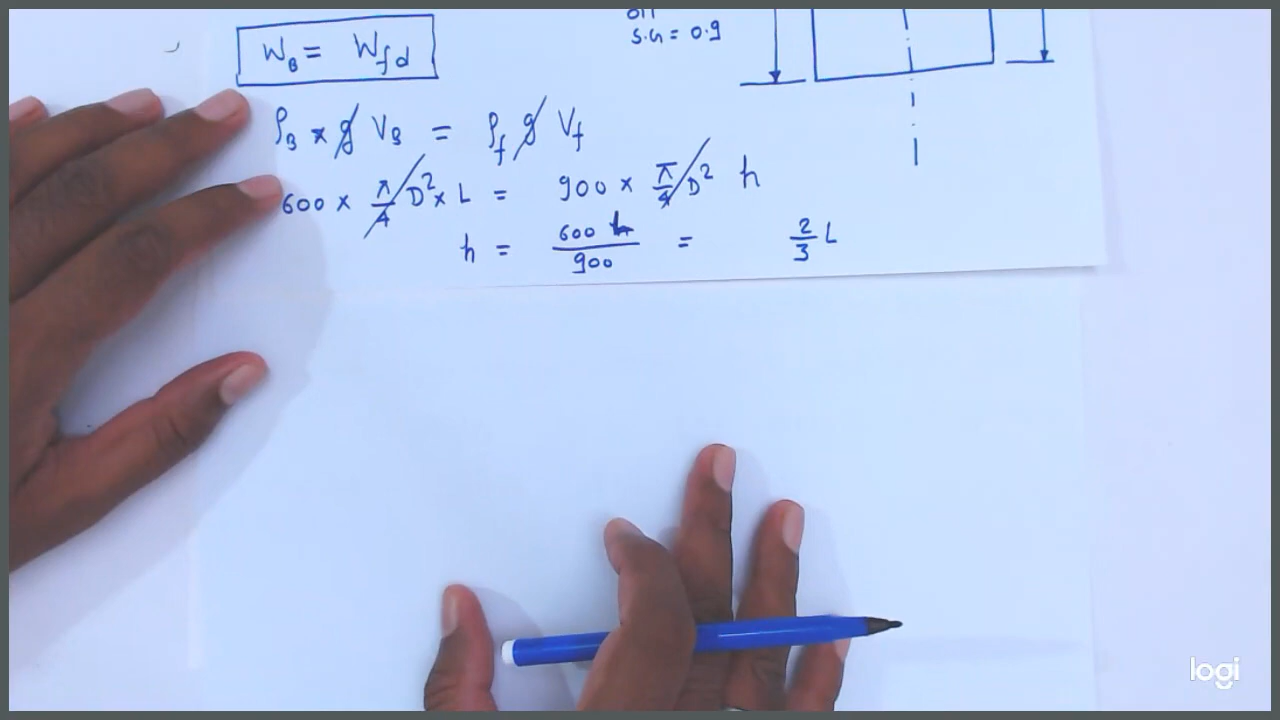 oil
S.G = 0.9
W_B = W_fd
ρ_B × g V_B = ρ_f g V_f
600 × π/4 D² × L = 900 × π/4 D² h
h = 600 L / 900 = 2/3 L
logi